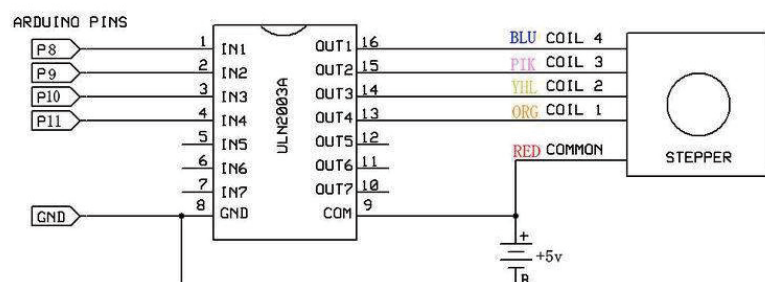 ARDUINO PINS
P8 1 IN1 OUT1 16 BLU COIL 4
P9 2 IN2 OUT2 15 PIK COIL 3
P10 3 IN3 OUT3 14 YHL COIL 2
P11 4 IN4 OUT4 13 ORG COIL 1
5 IN5 OUT5 12
6 IN6 OUT6 11
7 IN7 OUT7 10
GND 8 GND COM 9
ULN2003A
RED COMMON
STEPPER
+
+5v